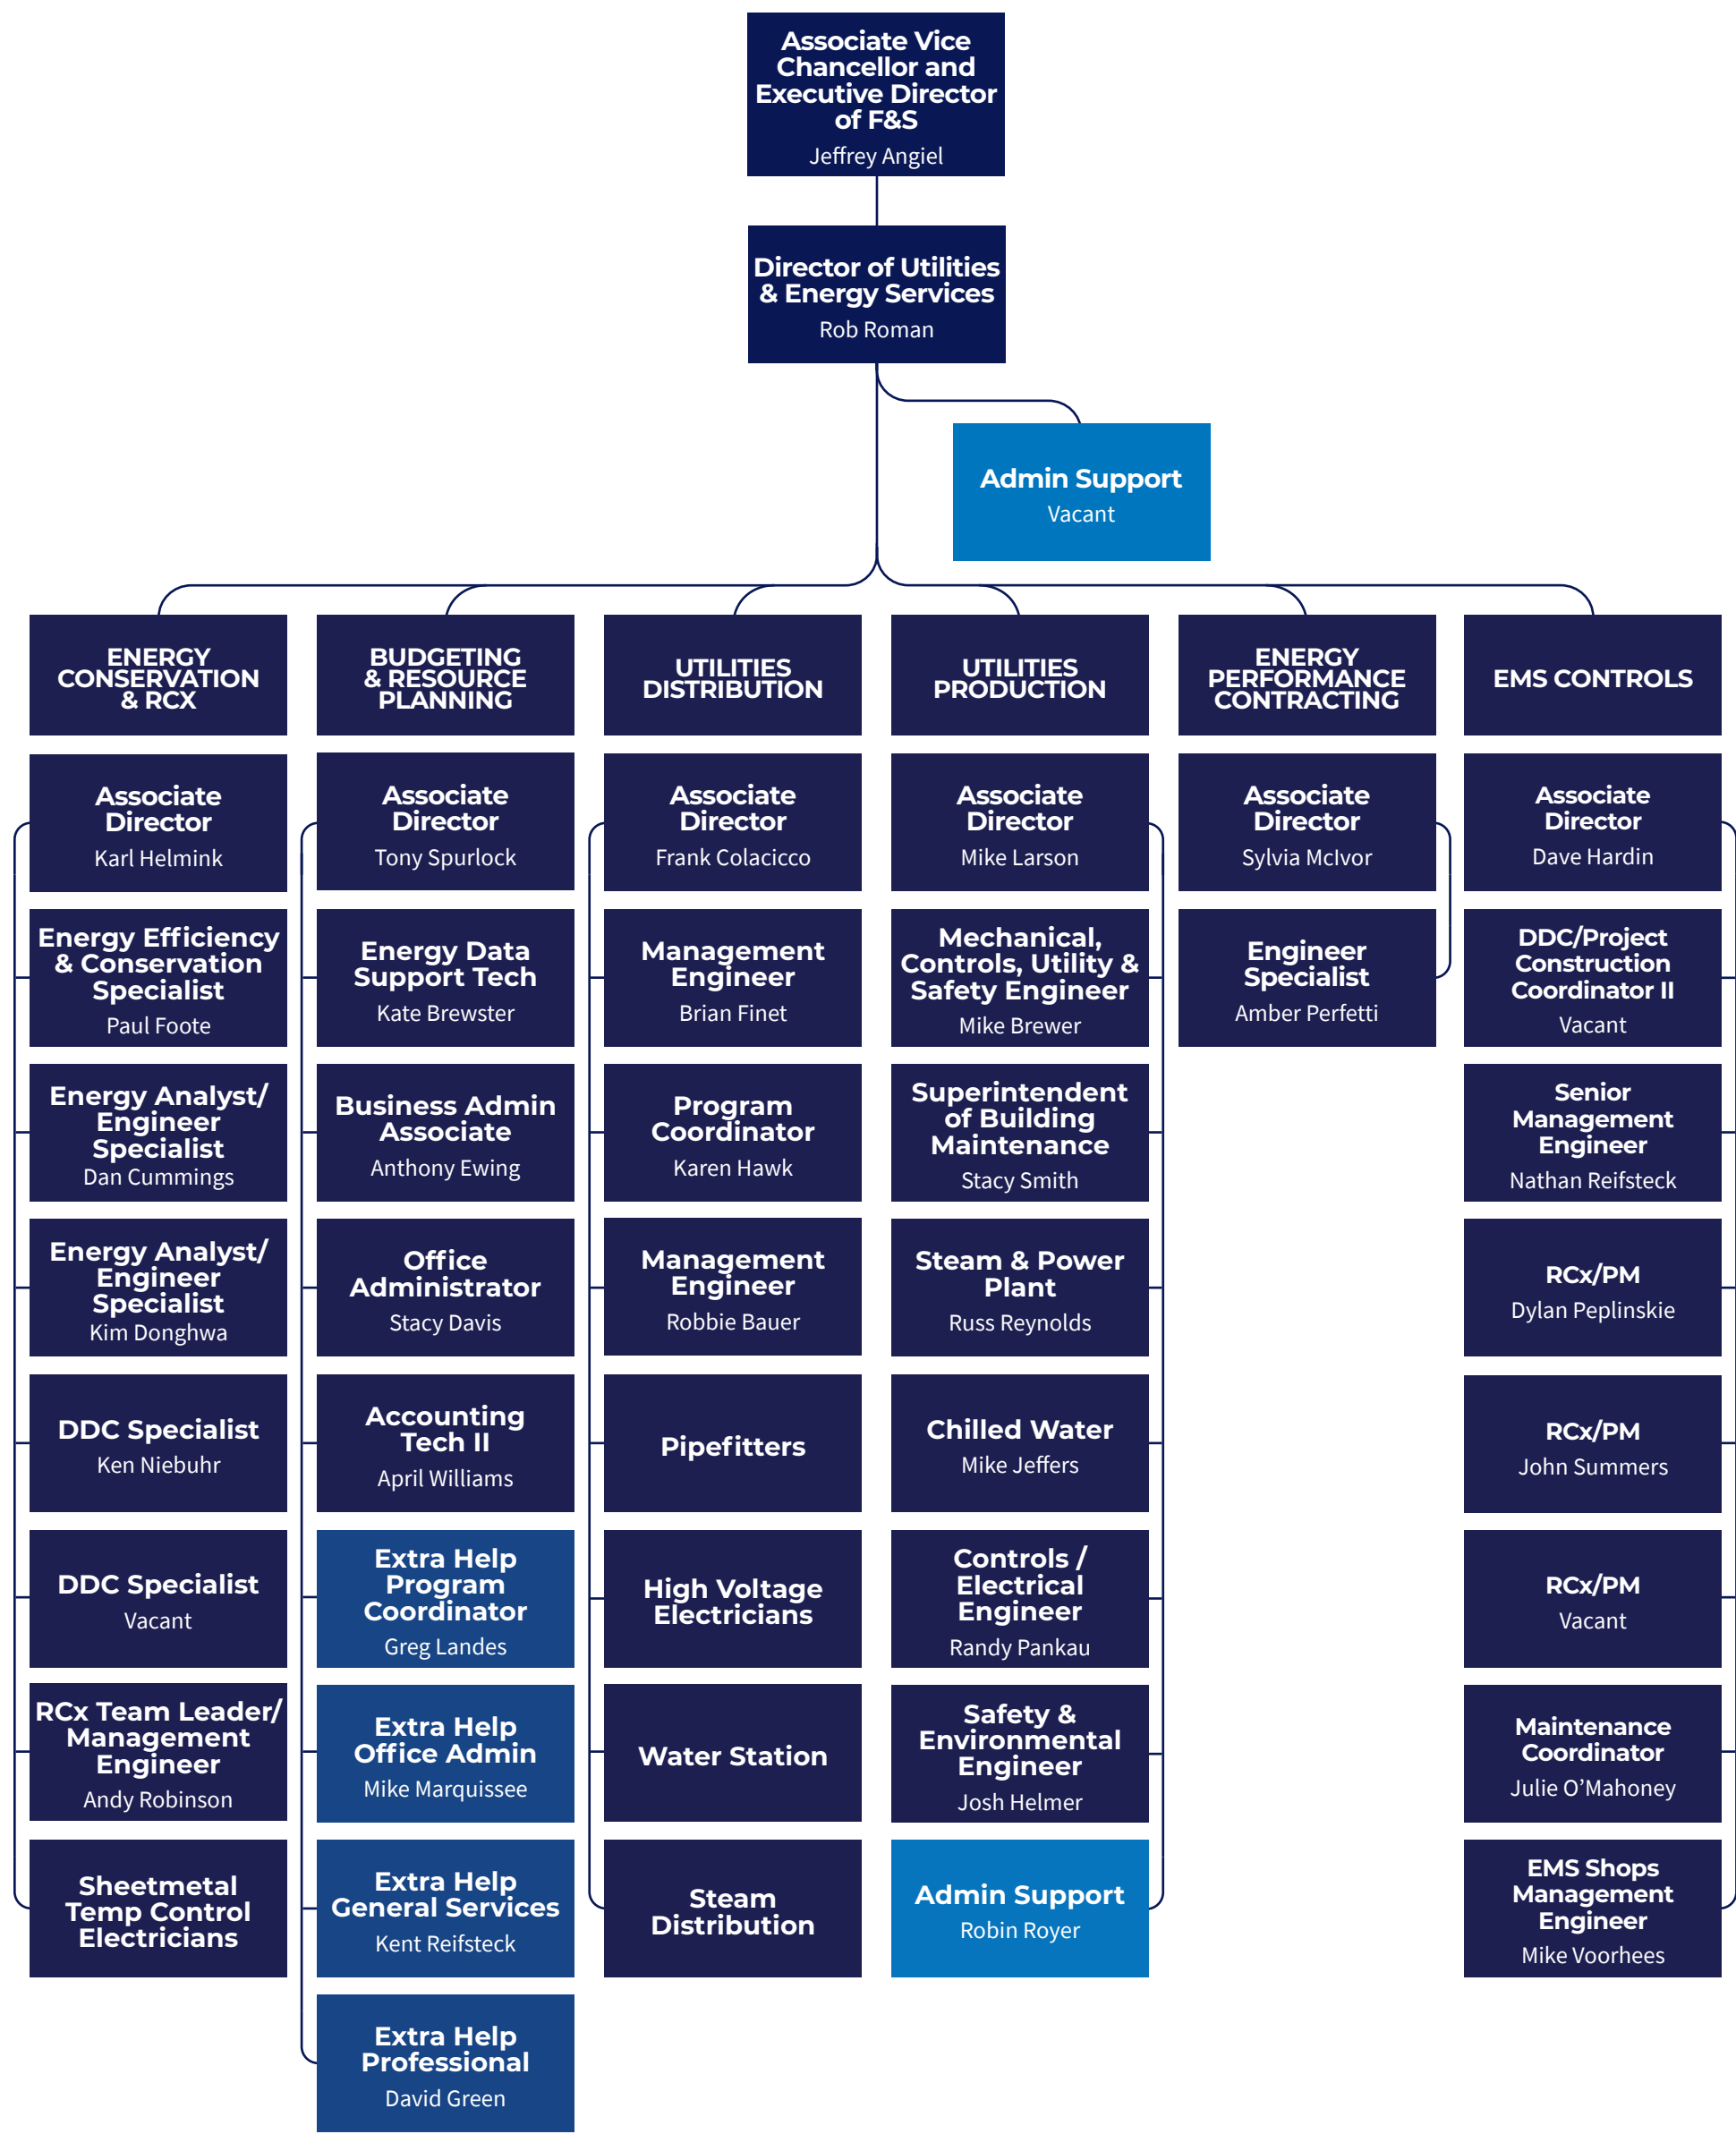 Associate Vice
Chancellor and
Executive Director
of F&S
Jeffrey Angiel
Director of Utilities
& Energy Services
Rob Roman
Admin Support
Vacant
ENERGY
CONSERVATION
& RCX
Associate
Director
Karl Helmink
Energy Efficiency
& Conservation
Specialist
Paul Foote
Energy Analyst/
Engineer
Specialist
Dan Cummings
Energy Analyst/
Engineer
Specialist
Kim Donghwa
DDC Specialist
Ken Niebuhr
DDC Specialist
Vacant
RCx Team Leader/
Management
Engineer
Andy Robinson
Sheetmetal
Temp Control
Electricians
BUDGETING
& RESOURCE
PLANNING
Associate
Director
Tony Spurlock
Energy Data
Support Tech
Kate Brewster
Business Admin
Associate
Anthony Ewing
Office
Administrator
Stacy Davis
Accounting
Tech II
April Williams
Extra Help
Program
Coordinator
Greg Landes
Extra Help
Office Admin
Mike Marquissee
Extra Help
General Services
Kent Reifsteck
Extra Help
Professional
David Green
UTILITIES
DISTRIBUTION
Associate
Director
Frank Colacicco
Management
Engineer
Brian Finet
Program
Coordinator
Karen Hawk
Management
Engineer
Robbie Bauer
Pipefitters
High Voltage
Electricians
Water Station
Steam
Distribution
UTILITIES
PRODUCTION
Associate
Director
Mike Larson
Mechanical,
Controls, Utility &
Safety Engineer
Mike Brewer
Superintendent
of Building
Maintenance
Stacy Smith
Steam & Power
Plant
Russ Reynolds
Chilled Water
Mike Jeffers
Controls /
Electrical
Engineer
Randy Pankau
Safety &
Environmental
Engineer
Josh Helmer
Admin Support
Robin Royer
ENERGY
PERFORMANCE
CONTRACTING
Associate
Director
Sylvia McIvor
Engineer
Specialist
Amber Perfetti
EMS CONTROLS
Associate
Director
Dave Hardin
DDC/Project
Construction
Coordinator II
Vacant
Senior
Management
Engineer
Nathan Reifsteck
RCx/PM
Dylan Peplinskie
RCx/PM
John Summers
RCx/PM
Vacant
Maintenance
Coordinator
Julie O’Mahoney
EMS Shops
Management
Engineer
Mike Voorhees